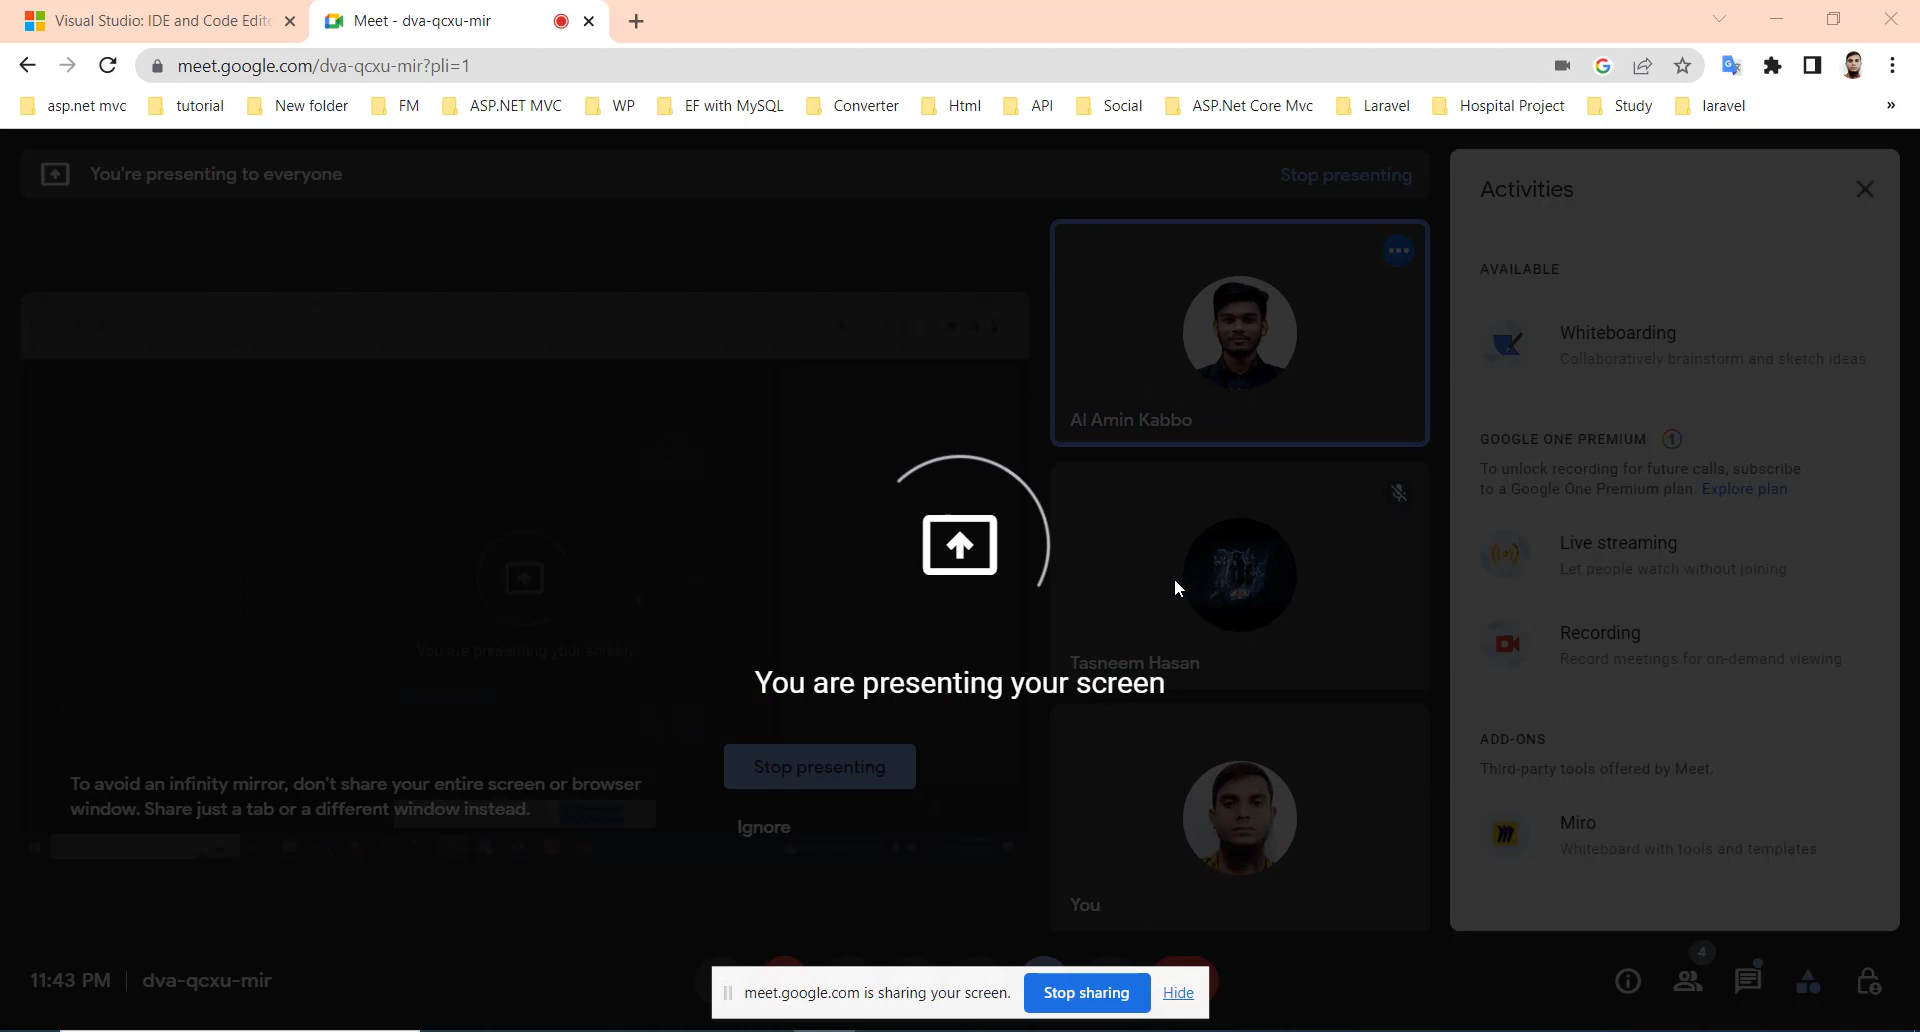 Visual Studio: IDE and Code Edito
Meet - dva-qcxu-mir
meet.google.com/dva-qcxu-mir?pli=1
asp.net mvc
tutorial
New folder
FM
ASP.NET MVC
WP
EF with MySQL
Converter
Html
API
Social
ASP.Net Core Mvc
Laravel
Hospital Project
Study
laravel
»
You're presenting to everyone
Stop presenting
Al Amin Kabbo
Tasneem Hasan
You
You are presenting your screen
You are presenting your screen
To avoid an infinity mirror, don't share your entire screen or browser
window. Share just a tab or a different window instead.
Stop presenting
Ignore
Activities
AVAILABLE
Whiteboarding
Collaboratively brainstorm and sketch ideas
GOOGLE ONE PREMIUM 1
To unlock recording for future calls, subscribe
to a Google One Premium plan. Explore plan
Live streaming
Let people watch without joining
Recording
Record meetings for on-demand viewing
ADD-ONS
Third-party tools offered by Meet.
Miro
Whiteboard with tools and templates
11:43 PM
dva-qcxu-mir
meet.google.com is sharing your screen.
Stop sharing
Hide
4